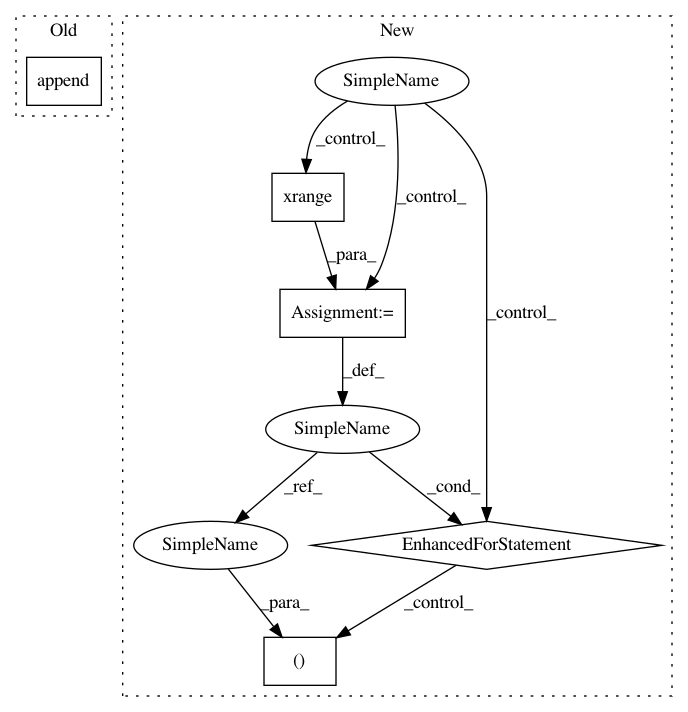 Old
New
append
SimpleName
_control_
xrange
_control_
_para_
_control_
Assignment:=
_def_
SimpleName
_ref_
_cond_
SimpleName
EnhancedForStatement
_para_
_control_
()